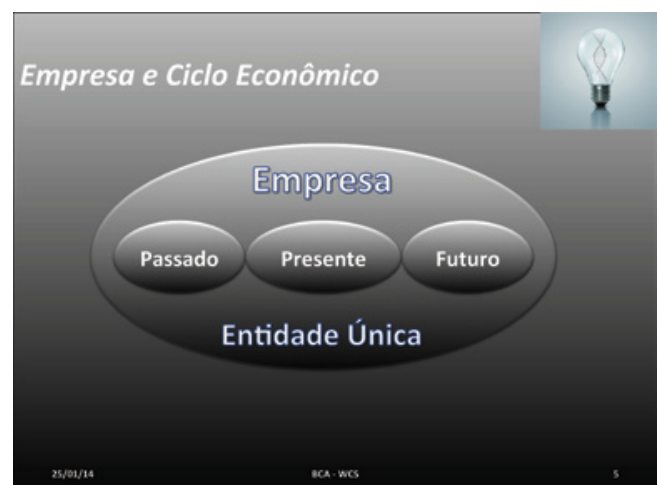 Empresa e Ciclo Econômico
Empresa
Passado Presente Futuro
Entidade Única
25/01/14 BCA - WCS 5